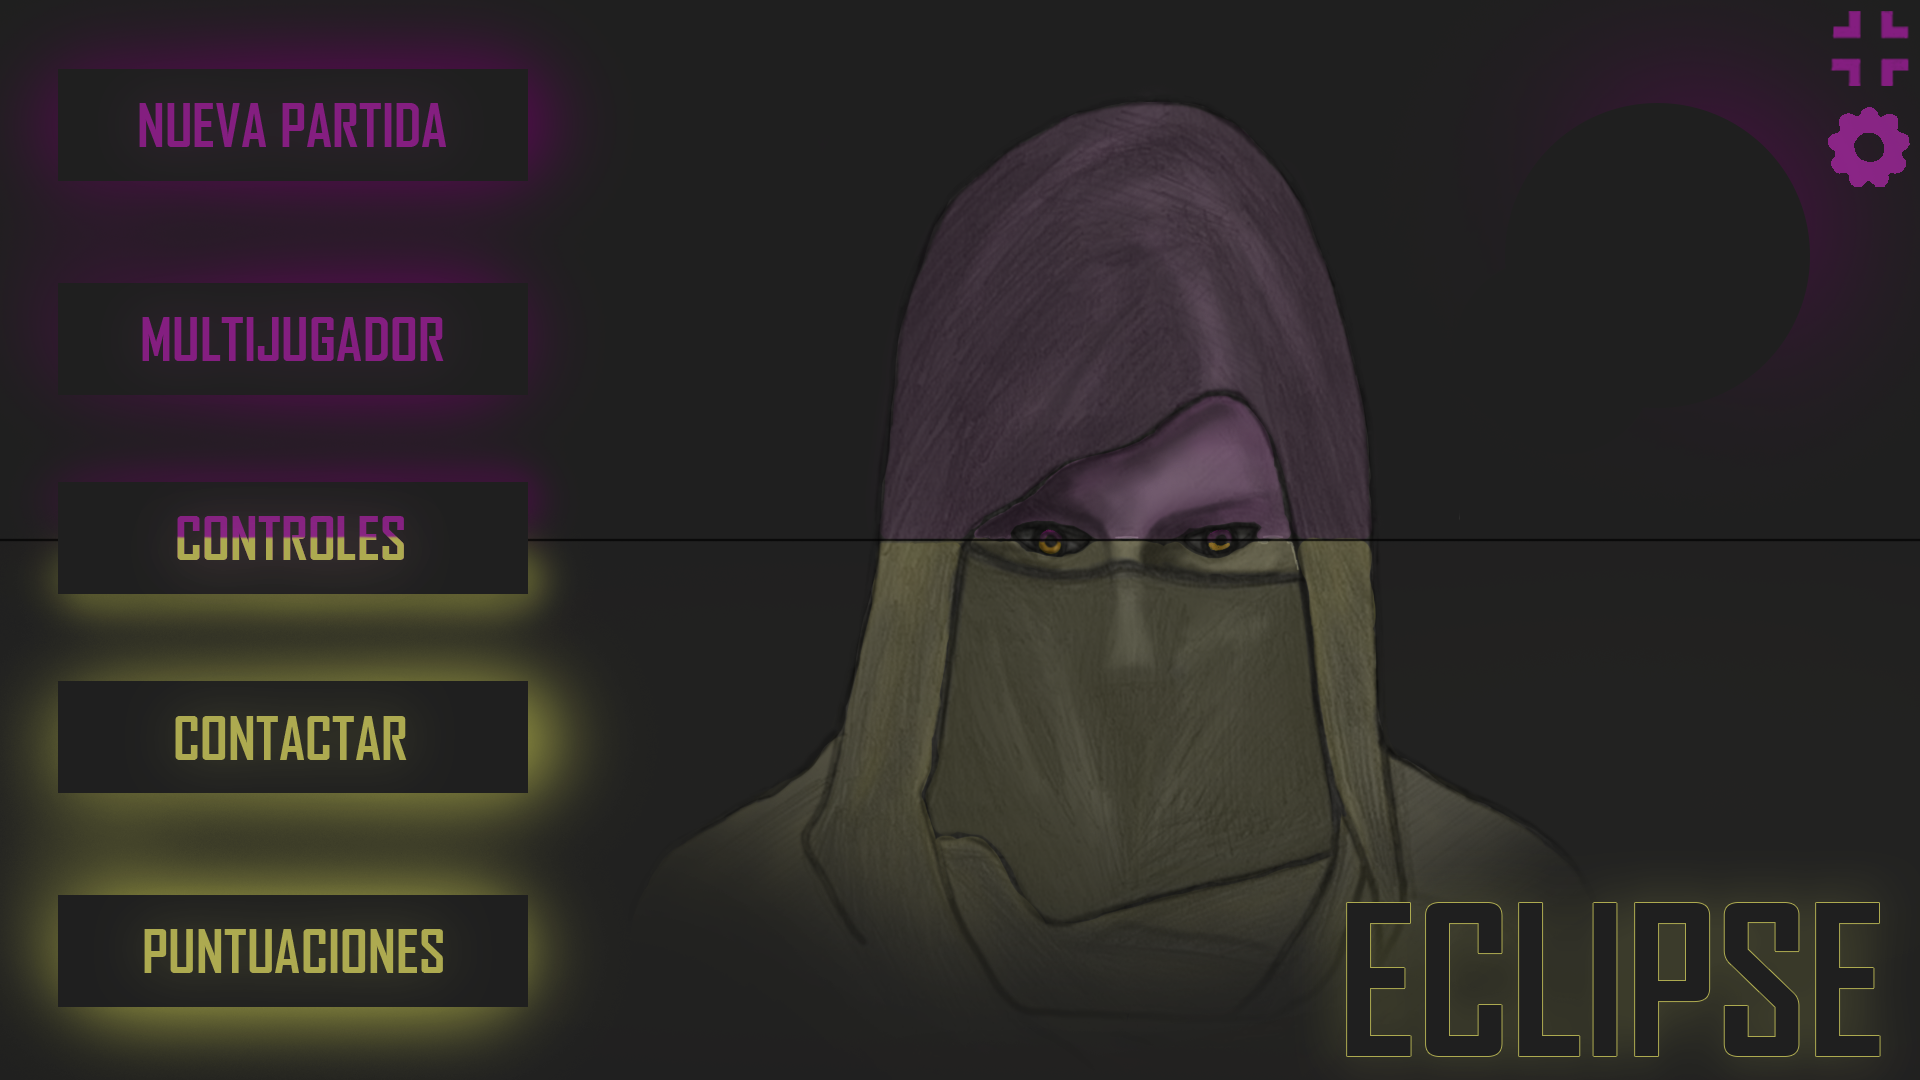 NUEVA PARTIDA
MULTIJUGADOR
CONTROLES
CONTACTAR
PUNTUACIONES
ECLIPSE